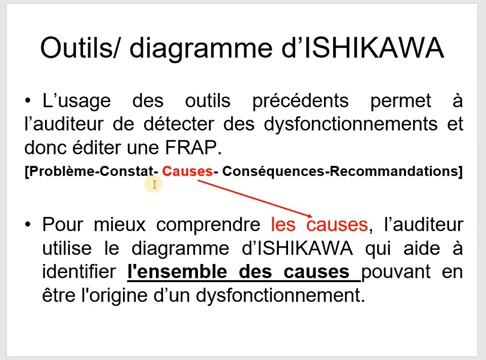 Outils/ diagramme d’ISHIKAWA
• L’usage des outils précédents permet à
l’auditeur de détecter des dysfonctionnements et
donc éditer une FRAP.
[Problème-Constat- Causes- Conséquences-Recommandations]
• Pour mieux comprendre les causes, l’auditeur
utilise le diagramme d’ISHIKAWA qui aide à
identifier l'ensemble des causes pouvant en
être l'origine d’un dysfonctionnement.